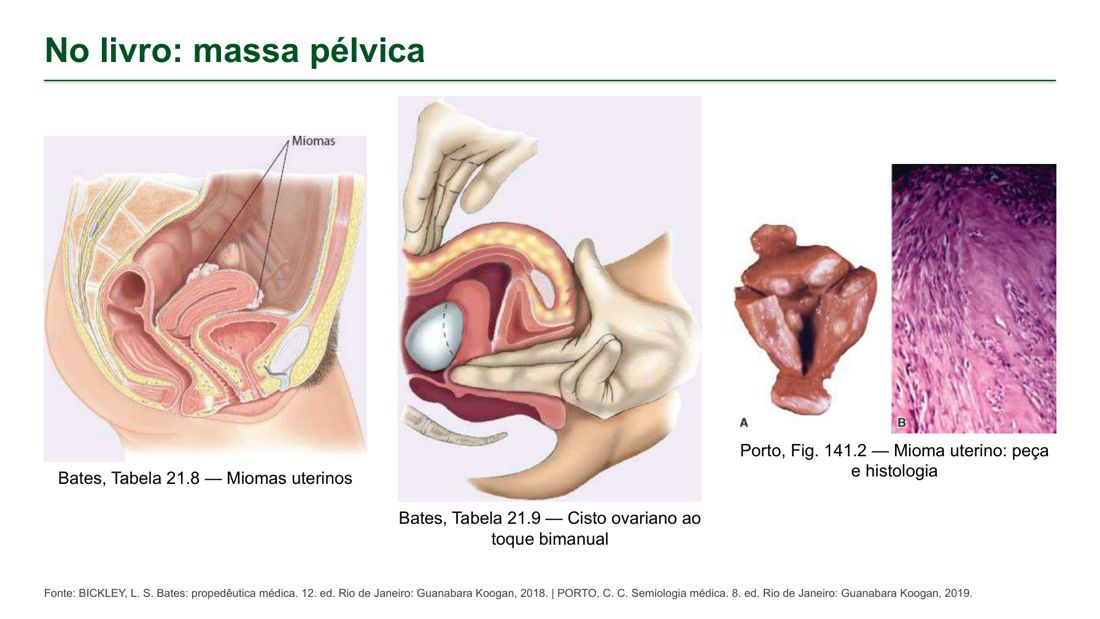 No livro: massa pélvica
Miomas
Bates, Tabela 21.8 — Miomas uterinos
Bates, Tabela 21.9 — Cisto ovariano ao
toque bimanual
A
B
Porto, Fig. 141.2 — Mioma uterino: peça
e histologia
Fonte: BICKLEY, L. S. Bates: propedêutica médica. 12. ed. Rio de Janeiro: Guanabara Koogan, 2018. | PORTO, C. C. Semiologia médica. 8. ed. Rio de Janeiro: Guanabara Koogan, 2019.